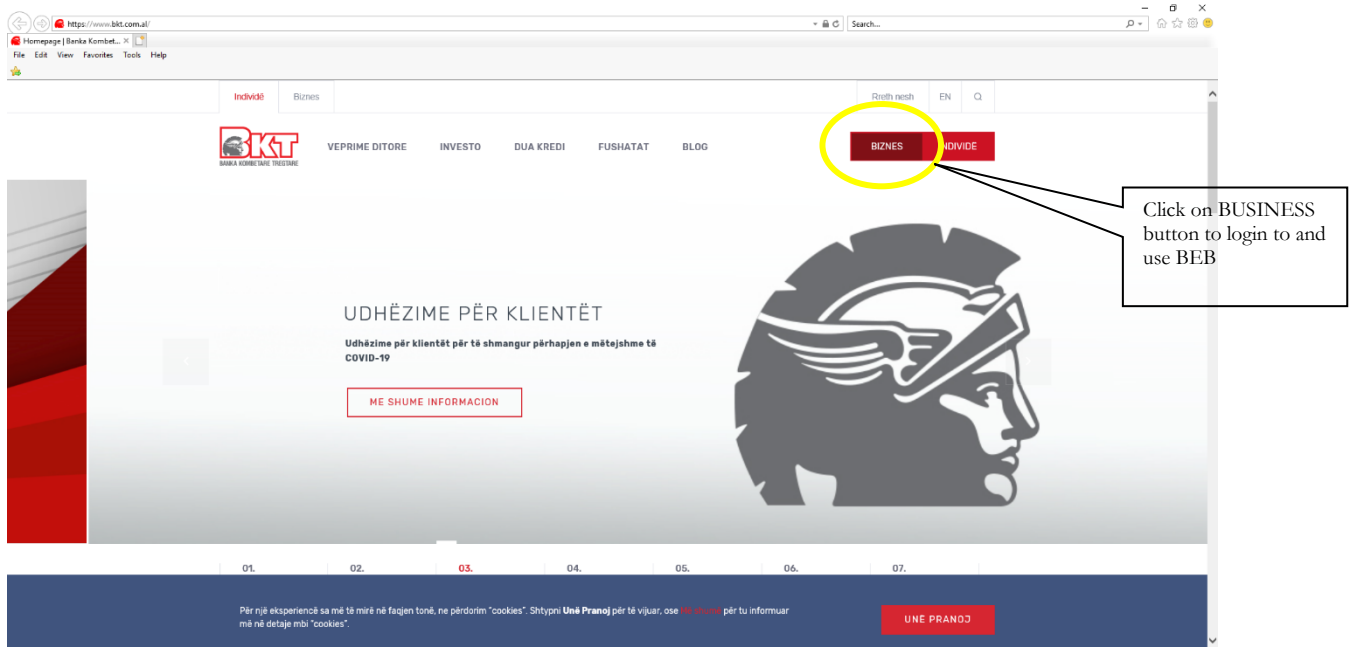 https://www.bkt.com.al/
Search...
Homepage | Banka Kombet...
File Edit View Favorites Tools Help
Individë Biznes Rreth nesh EN
BKT
BANKA KOMBETARE TREGTARE
VEPRIME DITORE INVESTO DUA KREDI FUSHATAT BLOG BIZNES INDIVIDË
Click on BUSINESS
button to login to and
use BEB
UDHËZIME PËR KLIENTËT
Udhëzime për klientët për të shmangur përhapjen e mëtejshme të
COVID-19
ME SHUME INFORMACION
01. 02. 03. 04. 05. 06. 07.
Për një eksperiencë sa më të mirë në faqjen tonë, ne përdorim "cookies". Shtypni Unë Pranoj për të vijuar, ose për tu informuar
më në detaje mbi "cookies".
UNË PRANOJ